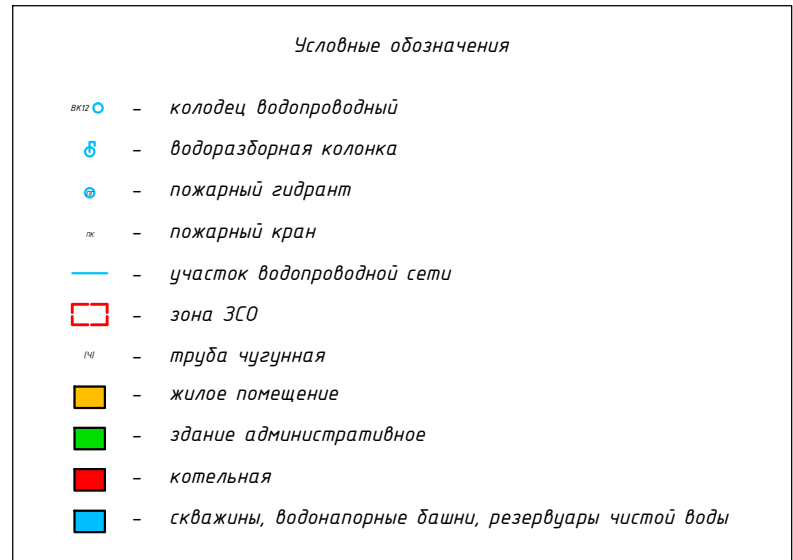 Условные обозначения
ВК12 – колодец водопроводный
– водоразборная колонка
ПГ – пожарный гидрант
ПК – пожарный кран
– участок водопроводной сети
– зона ЗСО
(Ч) – труба чугунная
– жилое помещение
– здание административное
– котельная
– скважины, водонапорные башни, резервуары чистой воды